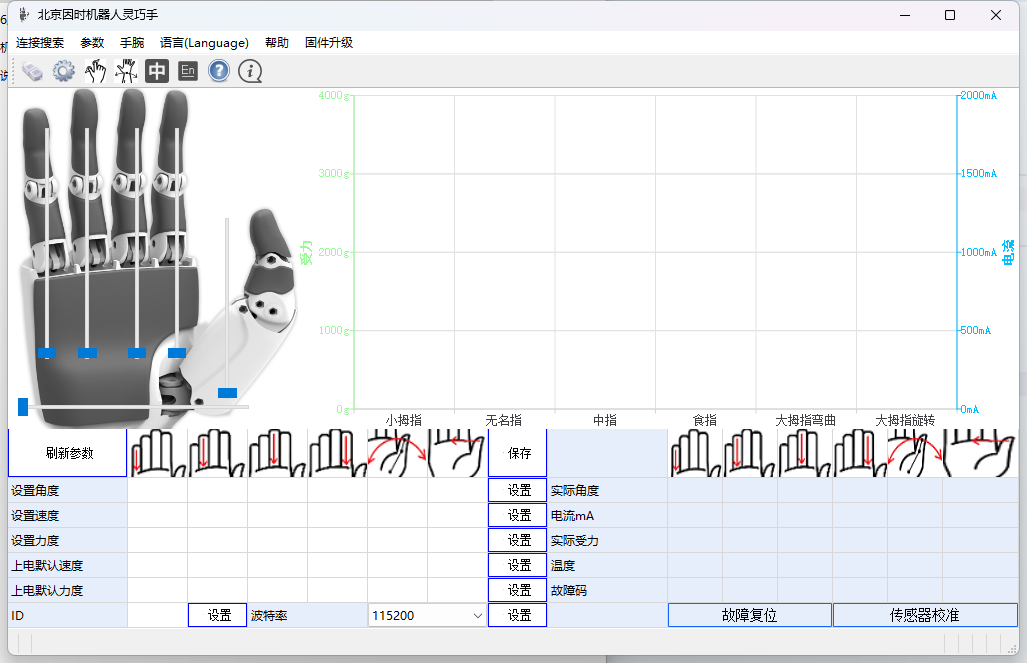 北京因时机器人灵巧手
连接搜索 参数 手腕 语言(Language) 帮助 固件升级
中 En ? i
4000g
3000g
2000g
1000g
0g
受力
2000mA
1500mA
1000mA
500mA
0mA
电流
小拇指 无名指 中指 食指 大拇指弯曲 大拇指旋转
刷新参数 保存
设置角度 设置 实际角度
设置速度 设置 电流mA
设置力度 设置 实际受力
上电默认速度 设置 温度
上电默认力度 设置 故障码
ID 设置 波特率 115200 设置 故障复位 传感器校准